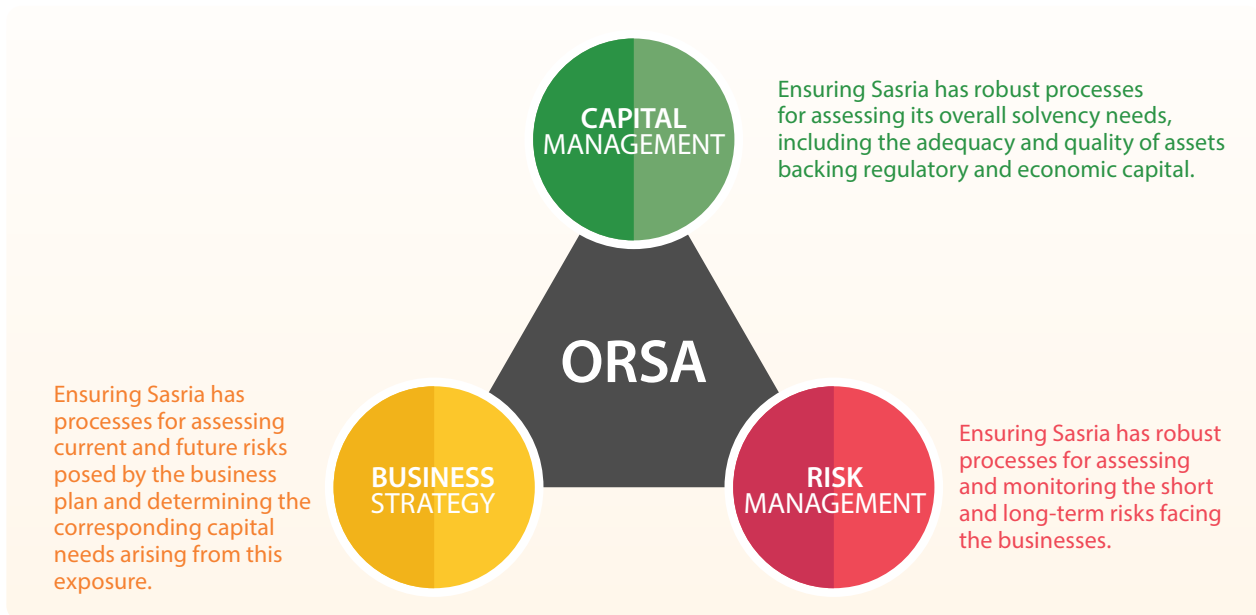 CAPITAL
MANAGEMENT
Ensuring Sasria has robust processes
for assessing its overall solvency needs,
including the adequacy and quality of assets
backing regulatory and economic capital.
ORSA
Ensuring Sasria has
processes for assessing
current and future risks
posed by the business
plan and determining the
corresponding capital
needs arising from this
exposure.
BUSINESS
STRATEGY
RISK
MANAGEMENT
Ensuring Sasria has robust
processes for assessing
and monitoring the short
and long-term risks facing
the businesses.